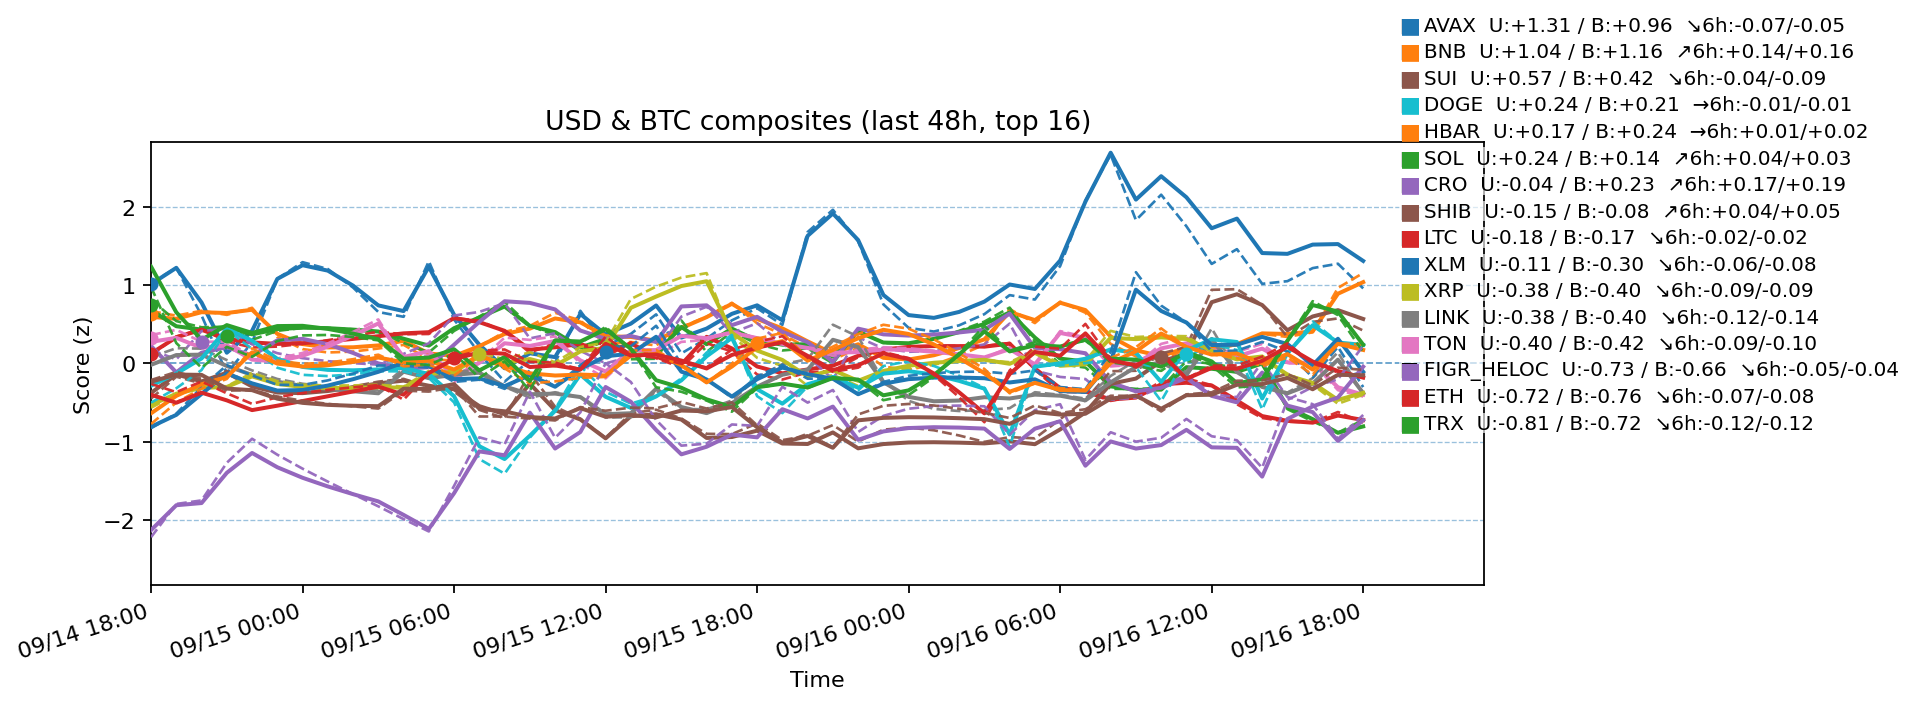 AVAX  U:+1.31 / B:+0.96  ↘6h:-0.07/-0.05
BNB  U:+1.04 / B:+1.16  ↗6h:+0.14/+0.16
SUI  U:+0.57 / B:+0.42  ↘6h:-0.04/-0.09
DOGE  U:+0.24 / B:+0.21  →6h:-0.01/-0.01
HBAR  U:+0.17 / B:+0.24  →6h:+0.01/+0.02
SOL  U:+0.24 / B:+0.14  ↗6h:+0.04/+0.03
CRO  U:-0.04 / B:+0.23  ↗6h:+0.17/+0.19
SHIB  U:-0.15 / B:-0.08  ↗6h:+0.04/+0.05
LTC  U:-0.18 / B:-0.17  ↘6h:-0.02/-0.02
XLM  U:-0.11 / B:-0.30  ↘6h:-0.06/-0.08
XRP  U:-0.38 / B:-0.40  ↘6h:-0.09/-0.09
LINK  U:-0.38 / B:-0.40  ↘6h:-0.12/-0.14
TON  U:-0.40 / B:-0.42  ↘6h:-0.09/-0.10
FIGR_HELOC  U:-0.73 / B:-0.66  ↘6h:-0.05/-0.04
ETH  U:-0.72 / B:-0.76  ↘6h:-0.07/-0.08
TRX  U:-0.81 / B:-0.72  ↘6h:-0.12/-0.12
USD & BTC composites (last 48h, top 16)
Score (z)
2
1
0
−1
−2
09/14 18:00
09/15 00:00
09/15 06:00
09/15 12:00
09/15 18:00
09/16 00:00
09/16 06:00
09/16 12:00
09/16 18:00
Time